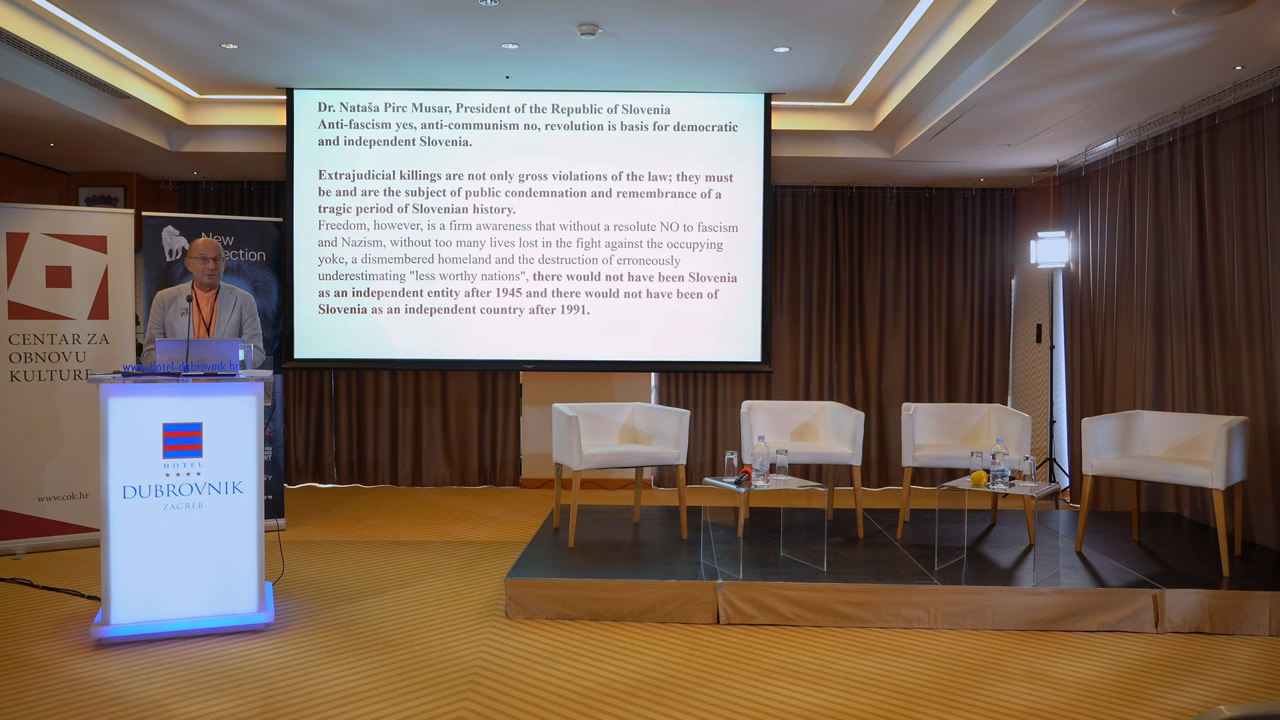 Dr. Nataša Pirc Musar, President of the Republic of Slovenia
Anti-fascism yes, anti-communism no, revolution is basis for democratic
and independent Slovenia.
Extrajudicial killings are not only gross violations of the law; they must
be and are the subject of public condemnation and remembrance of a
tragic period of Slovenian history.
Freedom, however, is a firm awareness that without a resolute NO to fascism
and Nazism, without too many lives lost in the fight against the occupying
yoke, a dismembered homeland and the destruction of erroneously
underestimating "less worthy nations", there would not have been Slovenia
as an independent entity after 1945 and there would not have been of
Slovenia as an independent country after 1991.
CENTAR ZA
OBNOVU
KULTURE
www.cok.hr
New
www.hotel-dubrovnik.hr
HOTEL
DUBROVNIK
ZAGREB